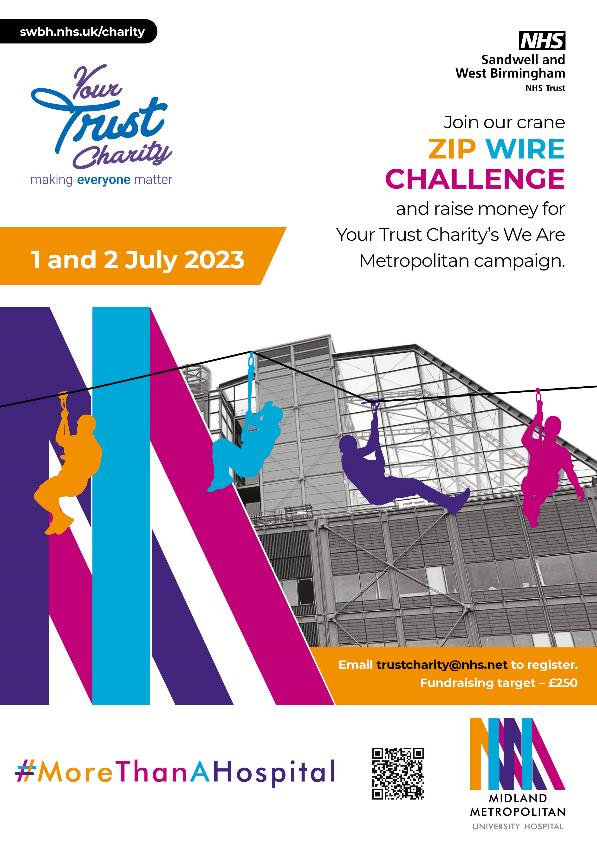 swbh.nhs.uk/charity
NHS
Sandwell and
West Birmingham
NHS Trust
Your
Trust
Charity
making everyone matter
Join our crane
ZIP WIRE
CHALLENGE
and raise money for
Your Trust Charity’s We Are
Metropolitan campaign.
1 and 2 July 2023
Email trustcharity@nhs.net to register.
Fundraising target – £250
#MoreThanAHospital
MIDLAND
METROPOLITAN
UNIVERSITY HOSPITAL